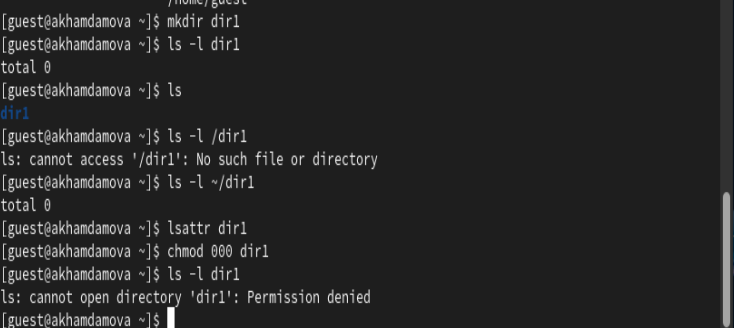 /home/guest
[guest@akhamdamova ~]$ mkdir dir1
[guest@akhamdamova ~]$ ls -l dir1
total 0
[guest@akhamdamova ~]$ ls
dir1
[guest@akhamdamova ~]$ ls -l /dir1
ls: cannot access '/dir1': No such file or directory
[guest@akhamdamova ~]$ ls -l ~/dir1
total 0
[guest@akhamdamova ~]$ lsattr dir1
[guest@akhamdamova ~]$ chmod 000 dir1
[guest@akhamdamova ~]$ ls -l dir1
ls: cannot open directory 'dir1': Permission denied
[guest@akhamdamova ~]$